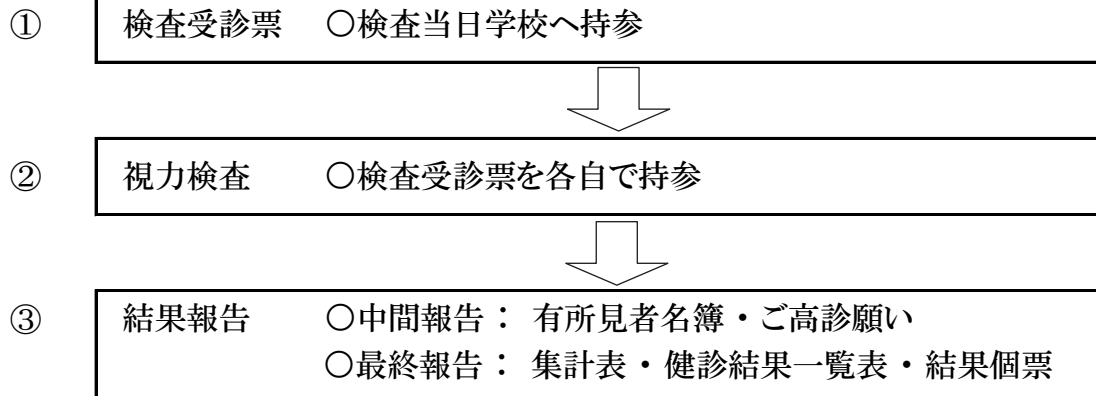 ① 検査受診票 ○検査当日学校へ持参
② 視力検査 ○検査受診票を各自で持参
③ 結果報告 ○中間報告： 有所見者名簿・ご高診願い
○最終報告： 集計表・健診結果一覧表・結果個票